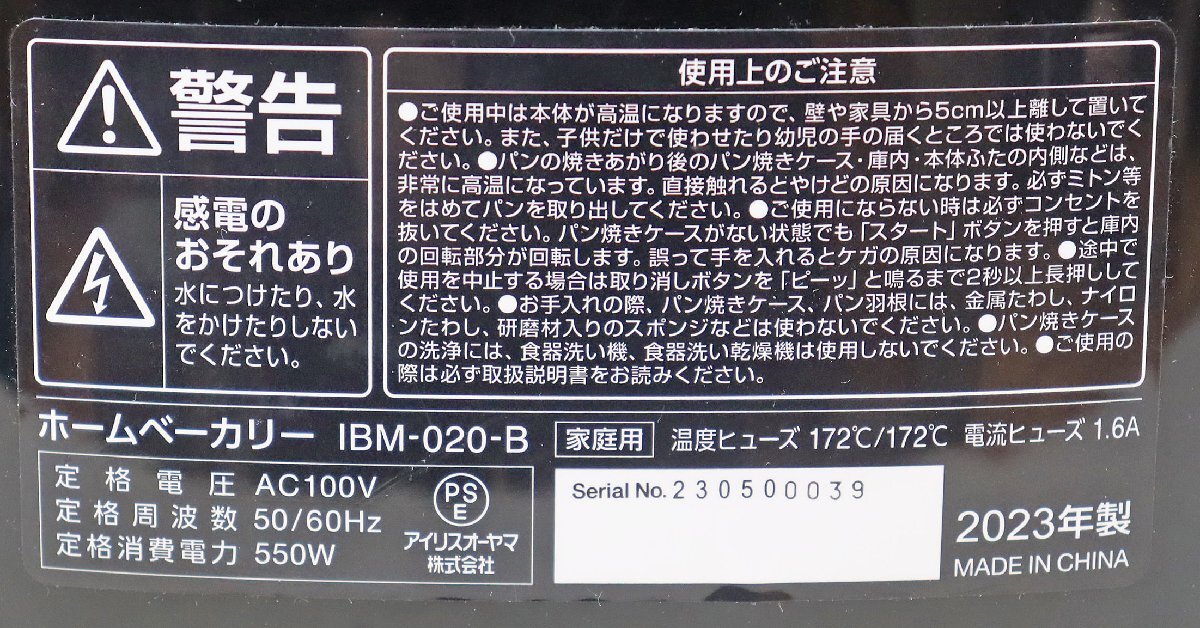 警告
感電の
おそれあり
水につけたり、水
をかけたりしない
でください。
使用上のご注意
●ご使用中は本体が高温になりますので、壁や家具から5cm以上離して置いて
ください。また、子供だけで使わせたり幼児の手の届くところでは使わないでく
ださい。●パンの焼きあがり後のパン焼きケース・庫内・本体ふたの内側などは、
非常に高温になっています。直接触れるとやけどの原因になります。必ずミトン等
をはめてパンを取り出してください。●ご使用にならない時は必ずコンセントを
抜いてください。パン焼きケースがない状態でも「スタート」ボタンを押すと庫内
の回転部分が回転します。誤って手を入れるとケガの原因になります。●途中で
使用を中止する場合は取り消しボタンを「ピーッ」と鳴るまで2秒以上長押しして
ください。●お手入れの際、パン焼きケース、パン羽根には、金属たわし、ナイロ
ンたわし、研磨材入りのスポンジなどは使わないでください。●パン焼きケース
の洗浄には、食器洗い機、食器洗い乾燥機は使用しないでください。●ご使用の
際は必ず取扱説明書をお読みください。
ホームベーカリー IBM-020-B 家庭用 温度ヒューズ 172℃/172℃ 電流ヒューズ 1.6A
定格電圧 AC100V
定格周波数 50/60Hz
定格消費電力 550W
PS
E
アイリスオーヤマ
株式会社
Serial No. 230500039
2023年製
MADE IN CHINA